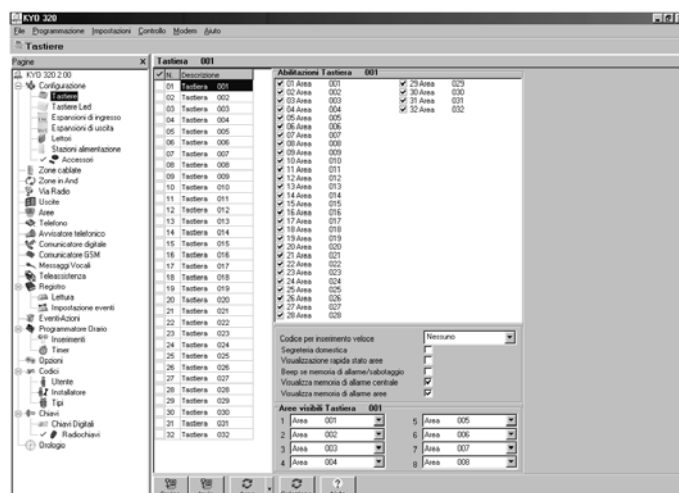 KYO 320
File Programmazione Impostazioni Controllo Modem Aiuto
Tastiere
Pagine x
KYO 320 2.00
Configurazione
Tastiere
Tastiere Led
Espansioni di ingresso
Espansioni di uscita
Lettori
Stazioni alimentazione
Accessori
Zone cablate
Zone in And
Via Radio
Uscite
Aree
Telefono
Avvisatore telefonico
Comunicatore digitale
Comunicatore GSM
Messaggi Vocali
Teleassistenza
Registro
Lettura
Impostazione eventi
Eventi-Azioni
Programmatore Orario
Inserimenti
Timer
Opzioni
Codici
Utente
Installatore
Tipi
Chiavi
Chiavi Digitali
Radiochiavi
Orologio
Tastiera 001
N. Descrizione
01 Tastiera 001
02 Tastiera 002
03 Tastiera 003
04 Tastiera 004
05 Tastiera 005
06 Tastiera 006
07 Tastiera 007
08 Tastiera 008
09 Tastiera 009
10 Tastiera 010
11 Tastiera 011
12 Tastiera 012
13 Tastiera 013
14 Tastiera 014
15 Tastiera 015
16 Tastiera 016
17 Tastiera 017
18 Tastiera 018
19 Tastiera 019
20 Tastiera 020
21 Tastiera 021
22 Tastiera 022
23 Tastiera 023
24 Tastiera 024
25 Tastiera 025
26 Tastiera 026
27 Tastiera 027
28 Tastiera 028
29 Tastiera 029
30 Tastiera 030
31 Tastiera 031
32 Tastiera 032
Abilitazioni Tastiera 001
01 Area 001
02 Area 002
03 Area 003
04 Area 004
05 Area 005
06 Area 006
07 Area 007
08 Area 008
09 Area 009
10 Area 010
11 Area 011
12 Area 012
13 Area 013
14 Area 014
15 Area 015
16 Area 016
17 Area 017
18 Area 018
19 Area 019
20 Area 020
21 Area 021
22 Area 022
23 Area 023
24 Area 024
25 Area 025
26 Area 026
27 Area 027
28 Area 028
29 Area 029
30 Area 030
31 Area 031
32 Area 032
Codice per inserimento veloce Nessuno
Segreteria domestica
Visualizzazione rapida stato aree
Beep se memoria di allarme/sabotaggio
Visualizza memoria di allarme centrale
Visualizza memoria di allarme aree
Aree visibili Tastiera 001
1 Area 001
2 Area 002
3 Area 003
4 Area 004
5 Area 005
6 Area 006
7 Area 007
8 Area 008